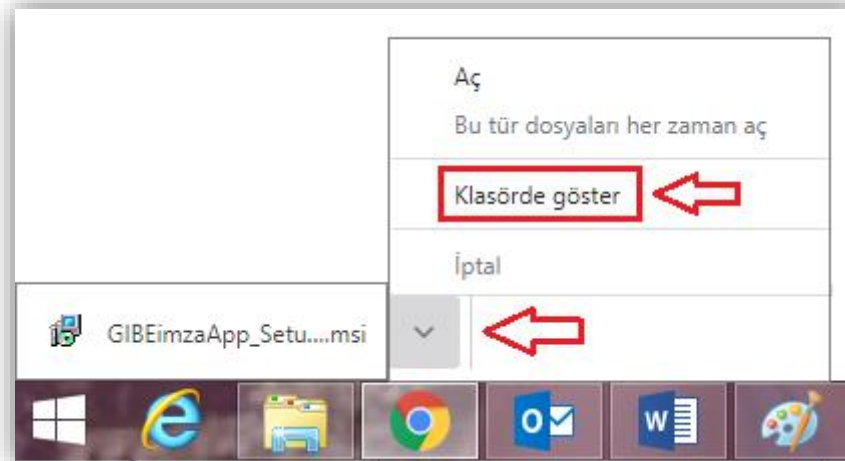 Aç
Bu tür dosyaları her zaman aç
Klasörde göster
İptal
GIBEimzaApp_Setu....msi